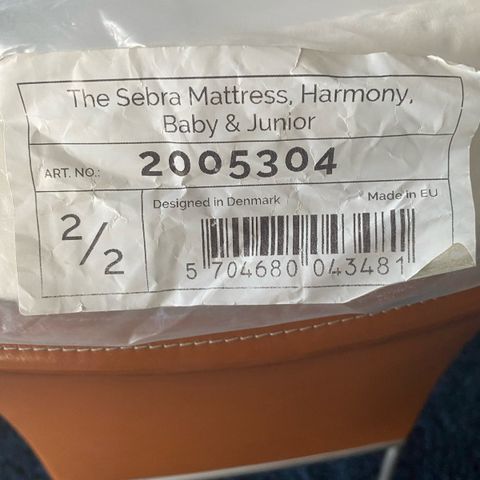 The Sebra Mattress, Harmony,
Baby & Junior
ART. NO.: 2005304
2/2
Designed in Denmark Made in EU
5 704680 043481